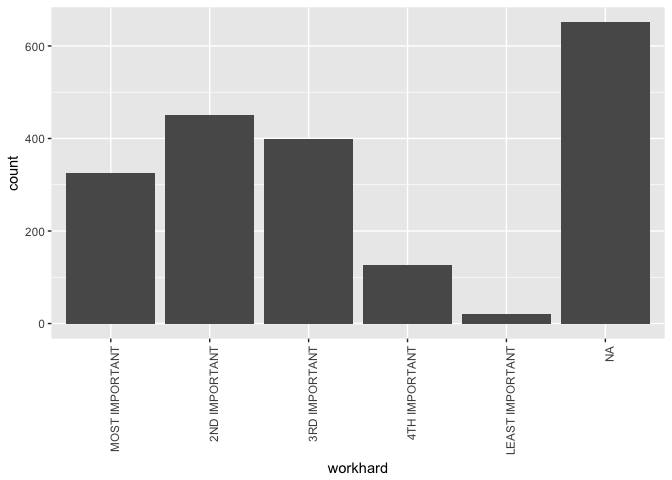 600
400
200
0
count
MOST IMPORTANT
2ND IMPORTANT
3RD IMPORTANT
4TH IMPORTANT
LEAST IMPORTANT
NA
workhard